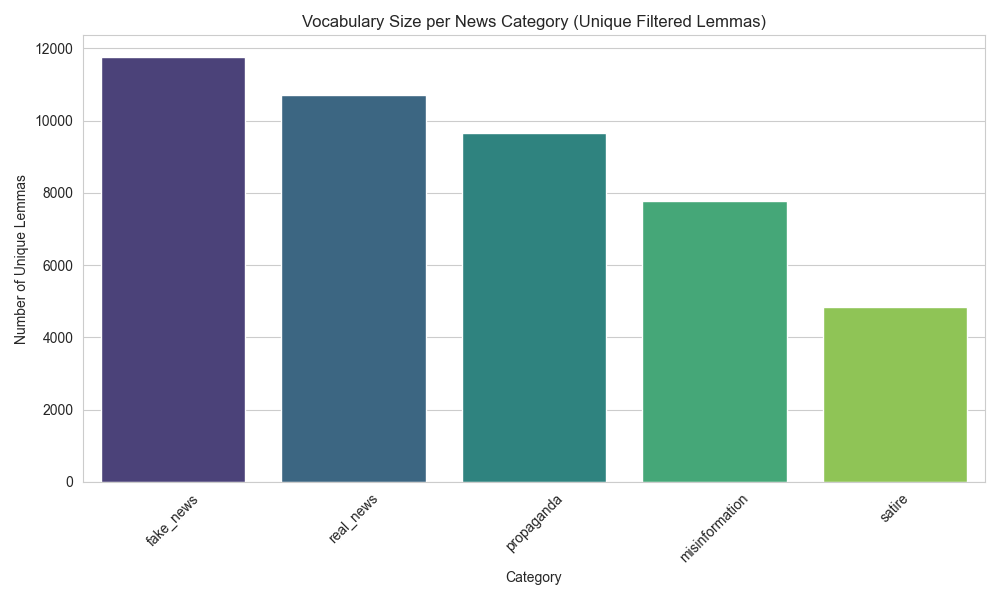 Vocabulary Size per News Category (Unique Filtered Lemmas)
Number of Unique Lemmas
12000
10000
8000
6000
4000
2000
0
fake_news
real_news
propaganda
misinformation
satire
Category